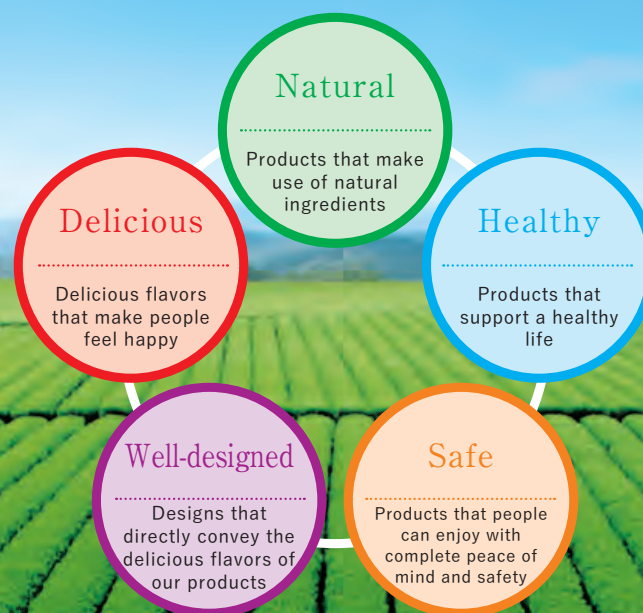 Natural
Products that make
use of natural
ingredients
Delicious
Delicious flavors
that make people
feel happy
Healthy
Products that
support a healthy
life
Well-designed
Designs that
directly convey the
delicious flavors of
our products
Safe
Products that people
can enjoy with
complete peace of
mind and safety